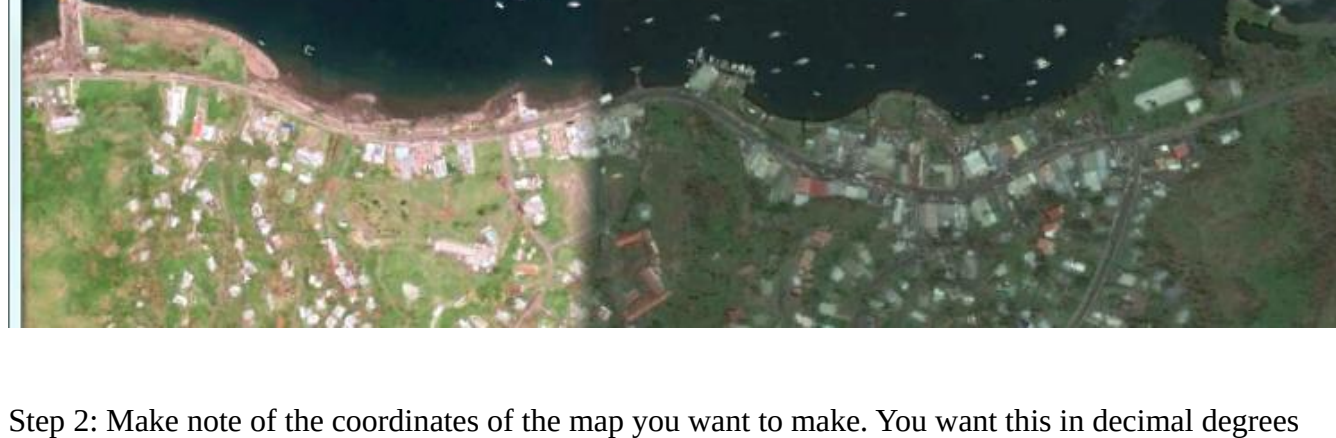 Step 2: Make note of the coordinates of the map you want to make. You want this in decimal degrees